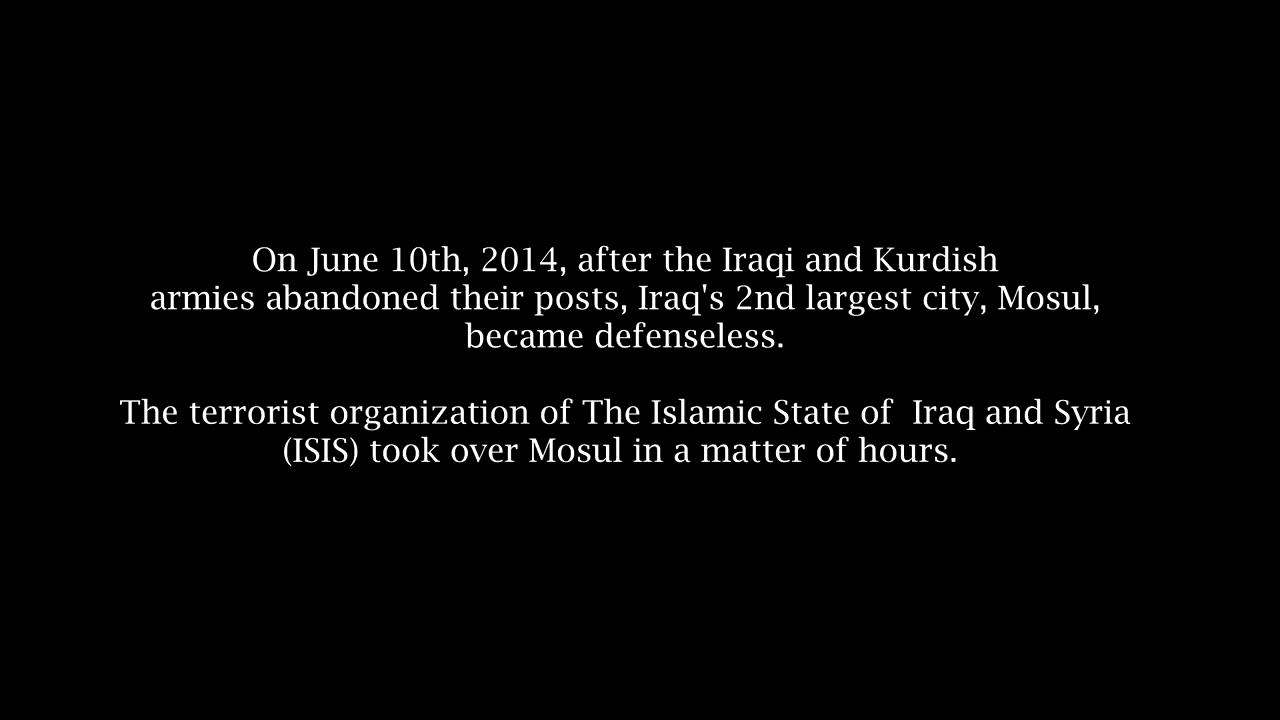 On June 10th, 2014, after the Iraqi and Kurdish
armies abandoned their posts, Iraq's 2nd largest city, Mosul,
became defenseless.
The terrorist organization of The Islamic State of  Iraq and Syria
(ISIS) took over Mosul in a matter of hours.